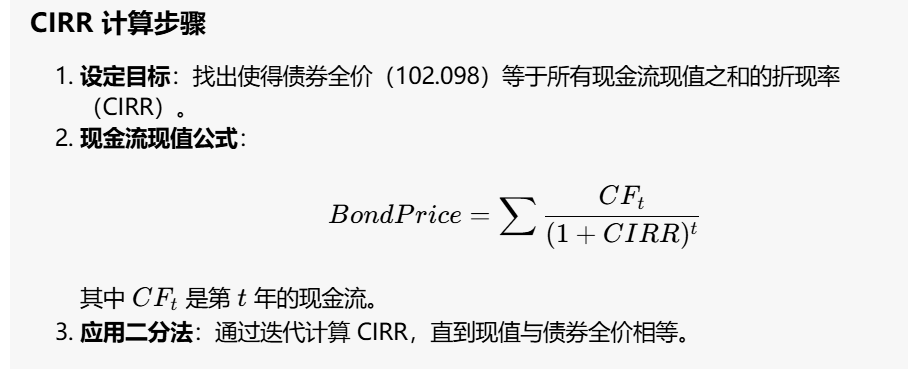 CIRR 计算步骤
1. 设定目标：找出使得债券全价（102.098）等于所有现金流现值之和的折现率
（CIRR）。
2. 现金流现值公式：
BondPrice = ∑ CF_t / (1 + CIRR)^t
其中 CF_t 是第 t 年的现金流。
3. 应用二分法：通过迭代计算 CIRR，直到现值与债券全价相等。